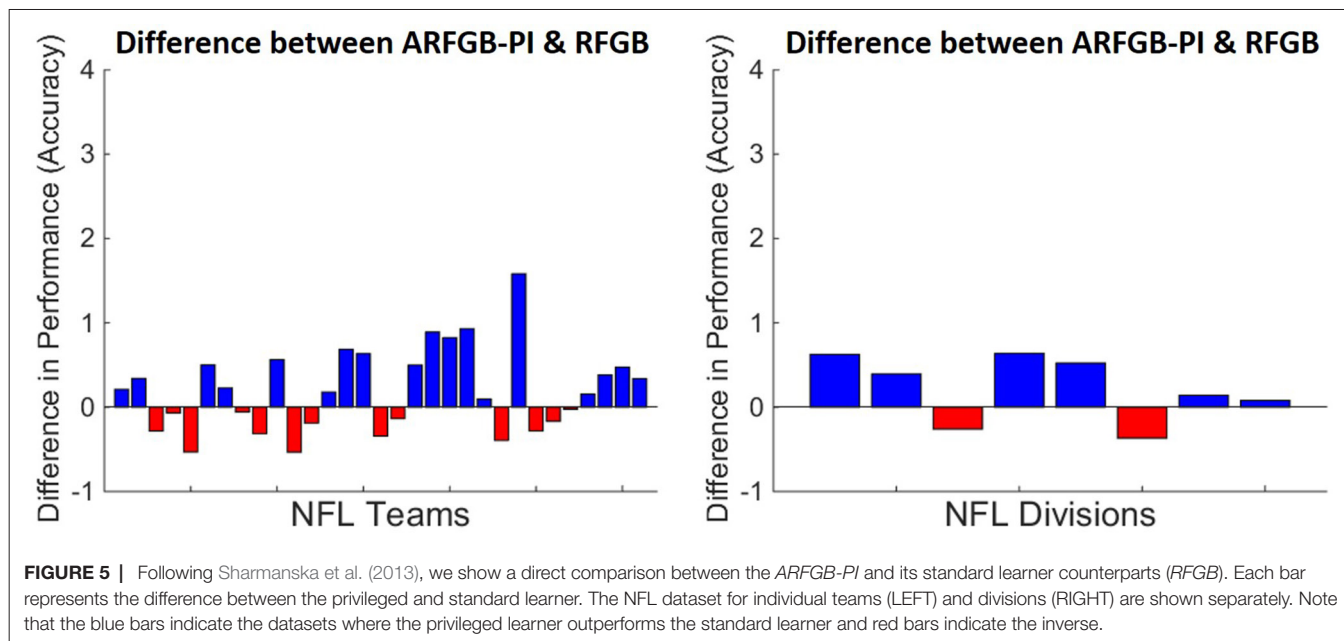 Difference between ARFGB-PI & RFGB
Difference in Performance (Accuracy)
4
3
2
1
0
-1
NFL Teams
Difference between ARFGB-PI & RFGB
Difference in Performance (Accuracy)
4
3
2
1
0
-1
NFL Divisions
FIGURE 5 | Following Sharmanska et al. (2013), we show a direct comparison between the ARFGB-PI and its standard learner counterparts (RFGB). Each bar
represents the difference between the privileged and standard learner. The NFL dataset for individual teams (LEFT) and divisions (RIGHT) are shown separately. Note
that the blue bars indicate the datasets where the privileged learner outperforms the standard learner and red bars indicate the inverse.